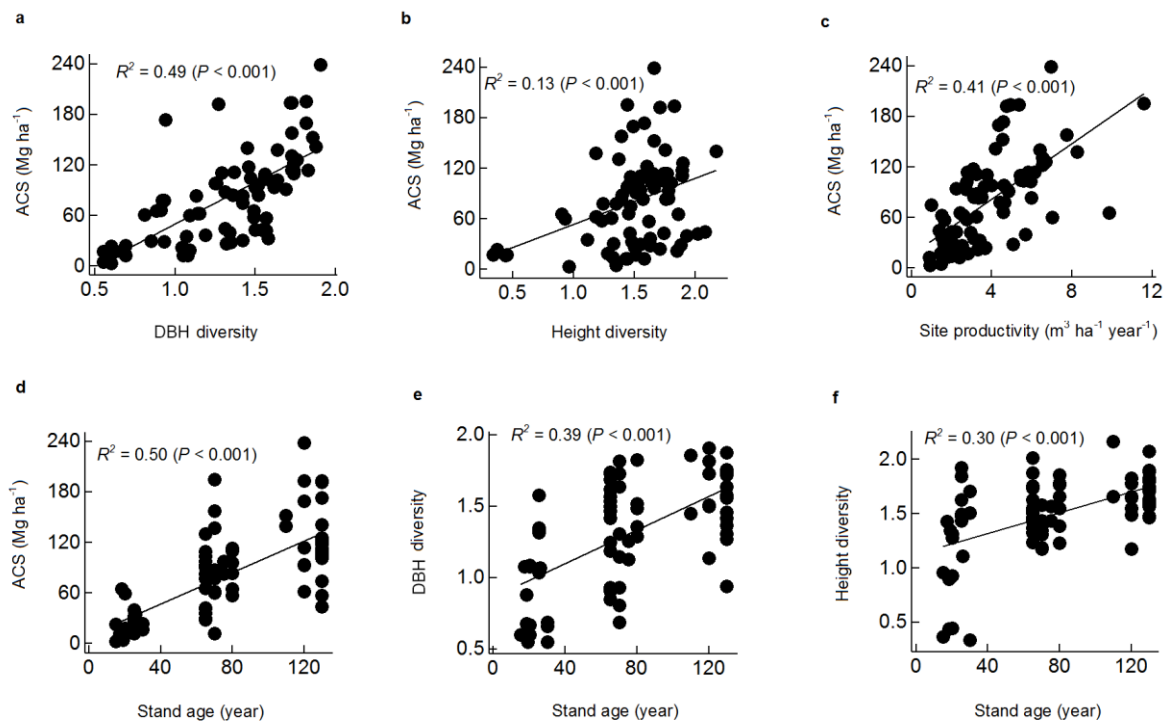 a
R² = 0.49 (P < 0.001)
ACS (Mg ha⁻¹)
240
180
120
60
0
0.5 1.0 1.5 2.0
DBH diversity
b
R² = 0.13 (P < 0.001)
ACS (Mg ha⁻¹)
240
180
120
60
0
0.5 1.0 1.5 2.0
Height diversity
c
R² = 0.41 (P < 0.001)
ACS (Mg ha⁻¹)
240
180
120
60
0
0 4 8 12
Site productivity (m³ ha⁻¹ year⁻¹)
d
R² = 0.50 (P < 0.001)
ACS (Mg ha⁻¹)
240
180
120
60
0
0 40 80 120
Stand age (year)
e
R² = 0.39 (P < 0.001)
DBH diversity
2.0
1.5
1.0
0.5
0 40 80 120
Stand age (year)
f
R² = 0.30 (P < 0.001)
Height diversity
2.0
1.5
1.0
0.5
0 40 80 120
Stand age (year)